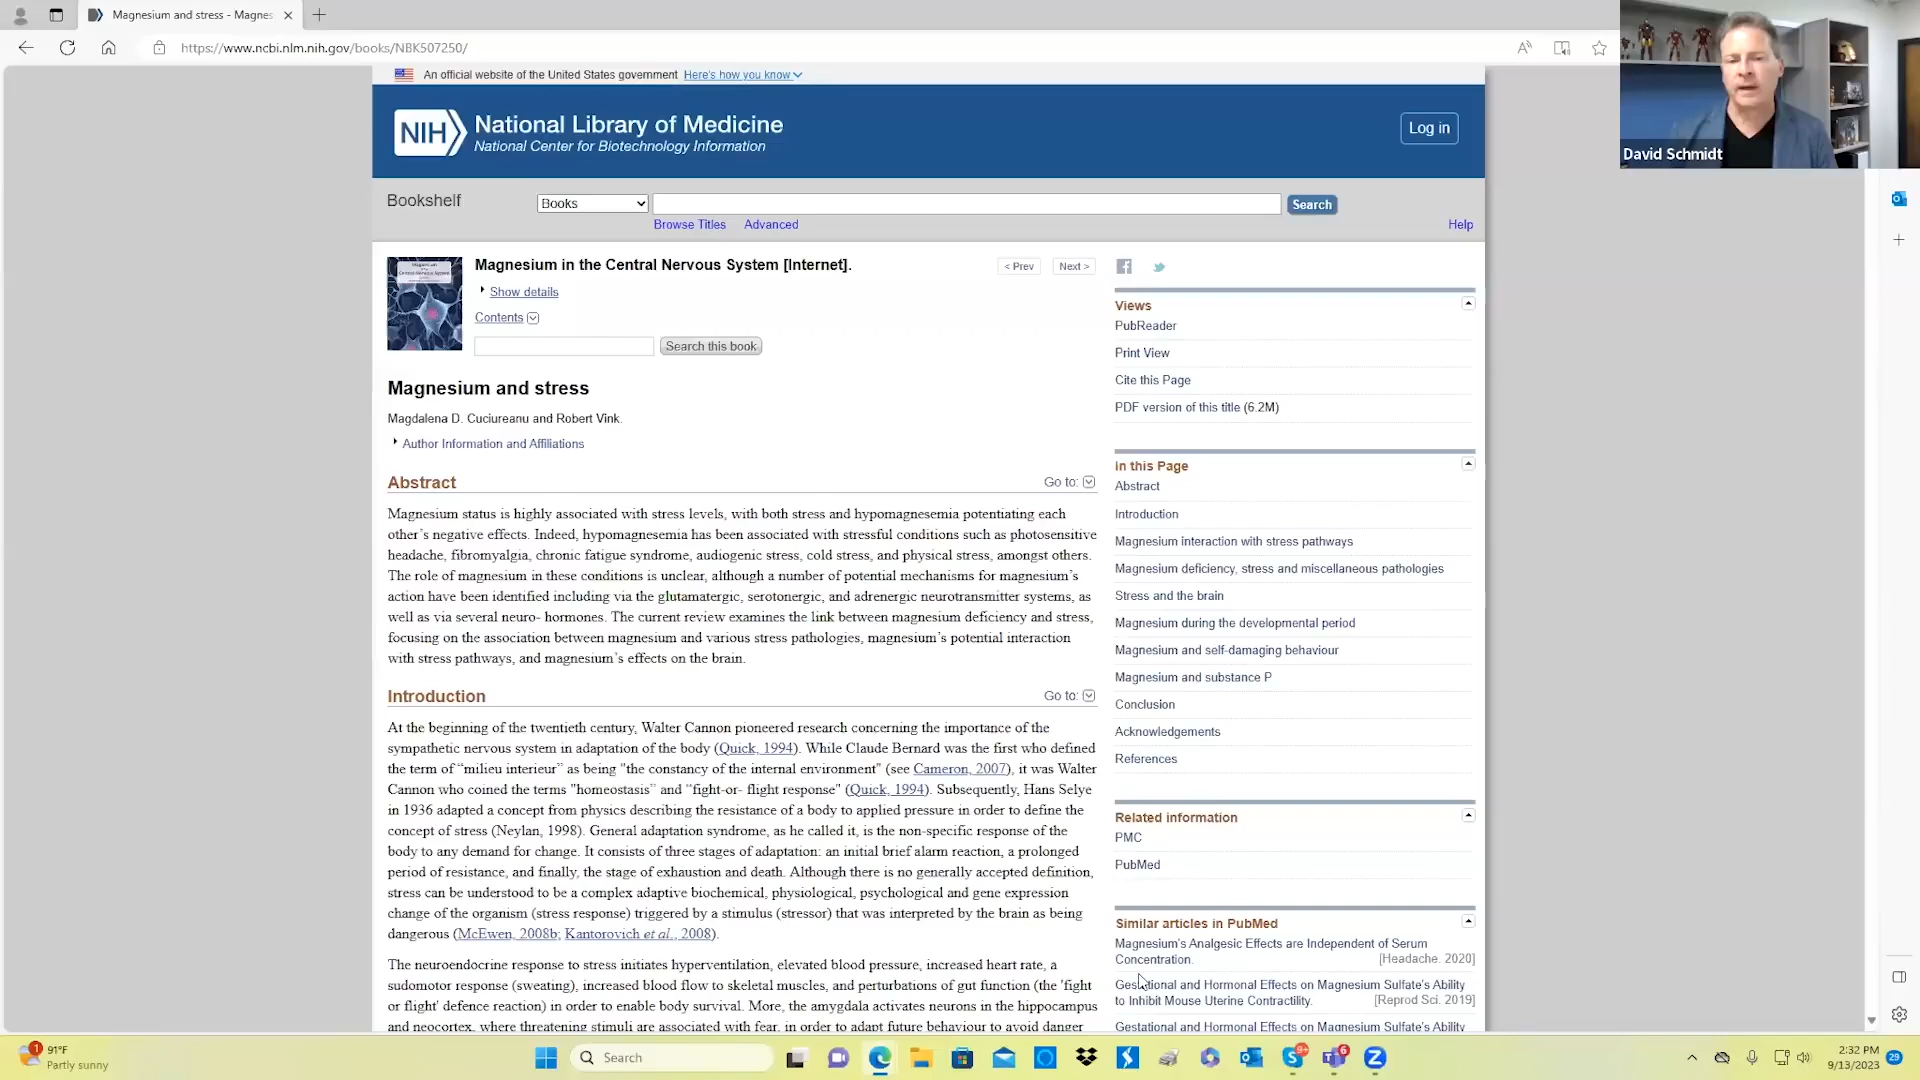 Magnesium and stress - Magnes
https://www.ncbi.nlm.nih.gov/books/NBK507250/
David Schmidt
An official website of the United States government Here's how you know
NIH National Library of Medicine
National Center for Biotechnology Information
Log in
Bookshelf
Books
Search
Browse Titles Advanced
Help
Magnesium in the Central Nervous System [Internet].
< Prev Next >
Show details
Contents
Search this book
Magnesium and stress
Magdalena D. Cuciureanu and Robert Vink.
Author Information and Affiliations
Abstract
Go to:
Magnesium status is highly associated with stress levels, with both stress and hypomagnesemia potentiating each
other's negative effects. Indeed, hypomagnesemia has been associated with stressful conditions such as photosensitive
headache, fibromyalgia, chronic fatigue syndrome, audiogenic stress, cold stress, and physical stress, amongst others.
The role of magnesium in these conditions is unclear, although a number of potential mechanisms for magnesium's
action have been identified including via the glutamatergic, serotonergic, and adrenergic neurotransmitter systems, as
well as via several neuro- hormones. The current review examines the link between magnesium deficiency and stress,
focusing on the association between magnesium and various stress pathologies, magnesium's potential interaction
with stress pathways, and magnesium's effects on the brain.
Introduction
Go to:
At the beginning of the twentieth century, Walter Cannon pioneered research concerning the importance of the
sympathetic nervous system in adaptation of the body (Quick, 1994). While Claude Bernard was the first who defined
the term of “milieu interieur” as being "the constancy of the internal environment" (see Cameron, 2007), it was Walter
Cannon who coined the terms "homeostasis” and “fight-or- flight response" (Quick, 1994). Subsequently, Hans Selye
in 1936 adapted a concept from physics describing the resistance of a body to applied pressure in order to define the
concept of stress (Neylan, 1998). General adaptation syndrome, as he called it, is the non-specific response of the
body to any demand for change. It consists of three stages of adaptation: an initial brief alarm reaction, a prolonged
period of resistance, and finally, the stage of exhaustion and death. Although there is no generally accepted definition,
stress can be understood to be a complex adaptive biochemical, physiological, psychological and gene expression
change of the organism (stress response) triggered by a stimulus (stressor) that was interpreted by the brain as being
dangerous (McEwen, 2008b; Kantorovich et al., 2008).
The neuroendocrine response to stress initiates hyperventilation, elevated blood pressure, increased heart rate, a
sudomotor response (sweating), increased blood flow to skeletal muscles, and perturbations of gut function (the 'fight
or flight' defence reaction) in order to enable body survival. More, the amygdala activates neurons in the hippocampus
and neocortex, where threatening stimuli are associated with fear, in order to adapt future behaviour to avoid danger
Views
PubReader
Print View
Cite this Page
PDF version of this title (6.2M)
In this Page
Abstract
Introduction
Magnesium interaction with stress pathways
Magnesium deficiency, stress and miscellaneous pathologies
Stress and the brain
Magnesium during the developmental period
Magnesium and self-damaging behaviour
Magnesium and substance P
Conclusion
Acknowledgements
References
Related information
PMC
PubMed
Similar articles in PubMed
Magnesium's Analgesic Effects are Independent of Serum
Concentration. [Headache. 2020]
Gestational and Hormonal Effects on Magnesium Sulfate's Ability
to Inhibit Mouse Uterine Contractility. [Reprod Sci. 2019]
Gestational and Hormonal Effects on Magnesium Sulfate's Ability
1
91°F
Partly sunny
Search
9+
6
2:32 PM
9/13/2023
29